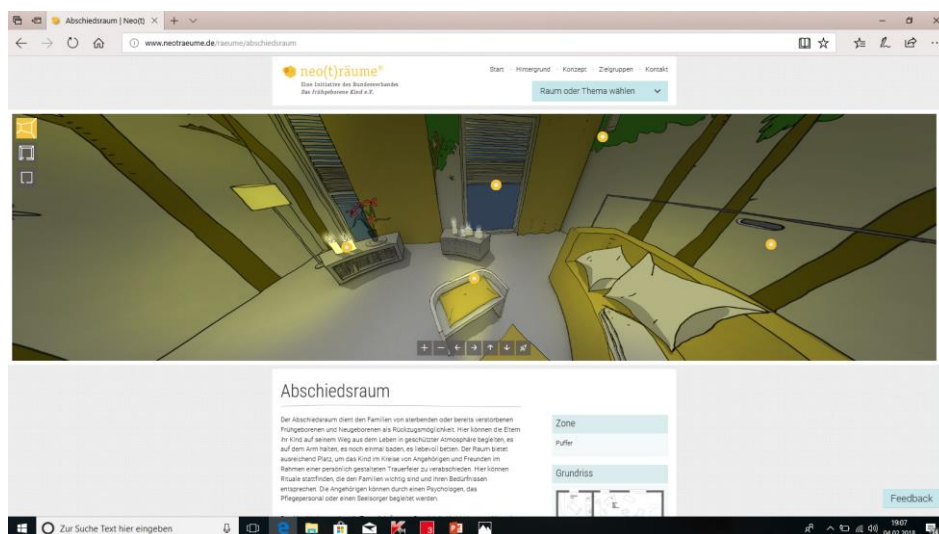 Abschiedsraum | Neo(t)
www.neotraeume.de/raeume/abschiedsraum
neo(t)räume®
Eine Initiative des Bundesverbandes
Das frühgeborene Kind e.V.
Start Hintergrund Konzept Zielgruppen Kontakt
Raum oder Thema wählen
Abschiedsraum
Der Abschiedsraum dient den Familien von sterbenden oder bereits verstorbenen
Frühgeborenen und Neugeborenen als Rückzugsmöglichkeit. Hier können die Eltern
ihr Kind auf seinem Weg aus dem Leben in geschützter Atmosphäre begleiten, es
auf dem Arm halten, es noch einmal baden, es liebevoll betten. Der Raum bietet
ausreichend Platz, um das Kind im Kreise von Angehörigen und Freunden im
Rahmen einer persönlich gestalteten Trauerfeier zu verabschieden. Hier können
Rituale stattfinden, die den Familien wichtig sind und ihren Bedürfnissen
entsprechen. Die Angehörigen können durch einen Psychologen, das
Pflegepersonal oder einen Seelsorger begleitet werden.
Zone
Puffer
Grundriss
Feedback
Zur Suche Text hier eingeben
19:07
04.02.2018